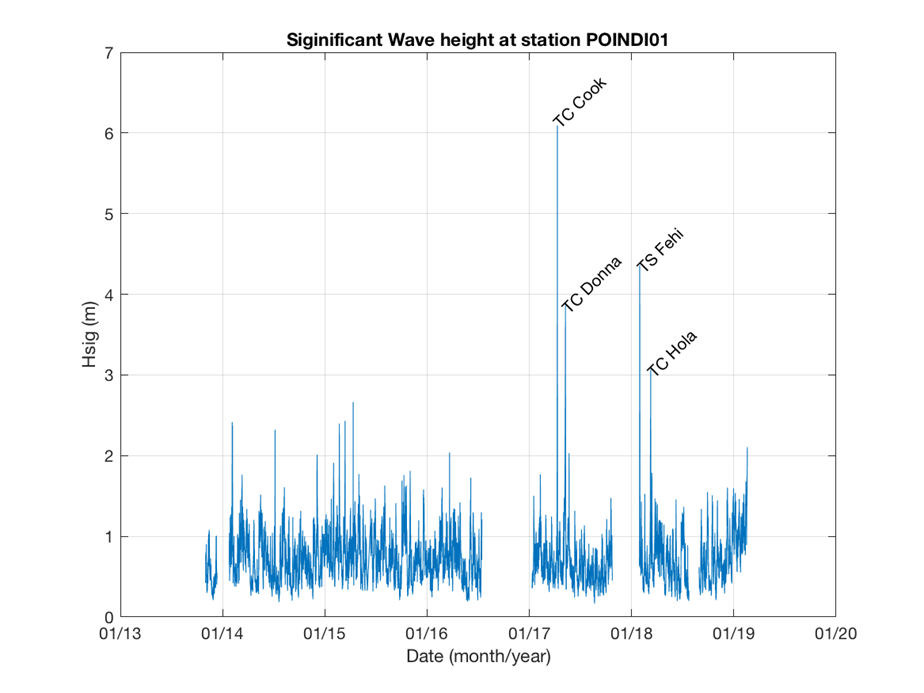 Siginificant Wave height at station POINDI01
7
6
5
4
3
2
1
0
Hsig (m)
TC Cook
TC Donna
TS Fehi
TC Hola
01/13 01/14 01/15 01/16 01/17 01/18 01/19 01/20
Date (month/year)